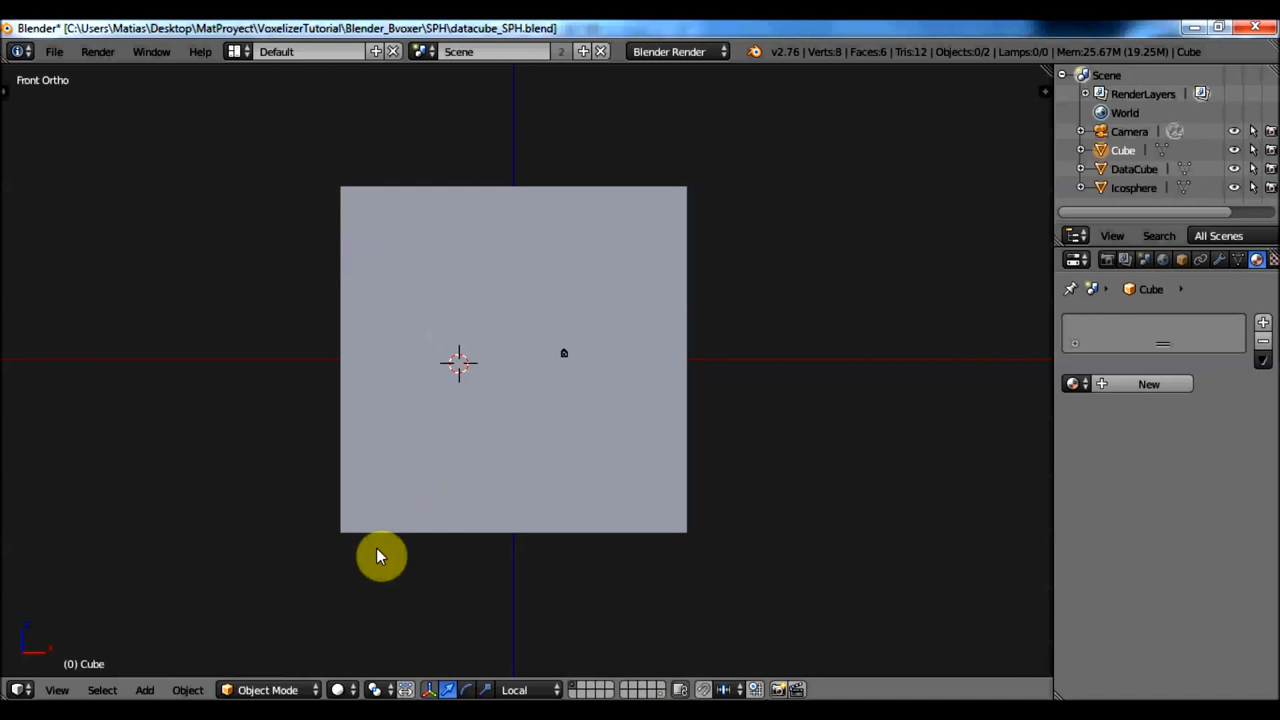 Blender* [C:\Users\Matias\Desktop\MatProyect\VoxelizerTutorial\Blender_Bvoxer\SPH\datacube_SPH.blend]
File Render Window Help Default Scene 2 Blender Render v2.76 | Verts:8 | Faces:6 | Tris:12 | Objects:0/2 | Lamps:0/0 | Mem:25.67M (19.25M) | Cube
Front Ortho
Scene
RenderLayers
World
Camera
Cube
DataCube
Icosphere
View Search All Scenes
Cube
New
z
x
(0) Cube
View Select Add Object Object Mode Local